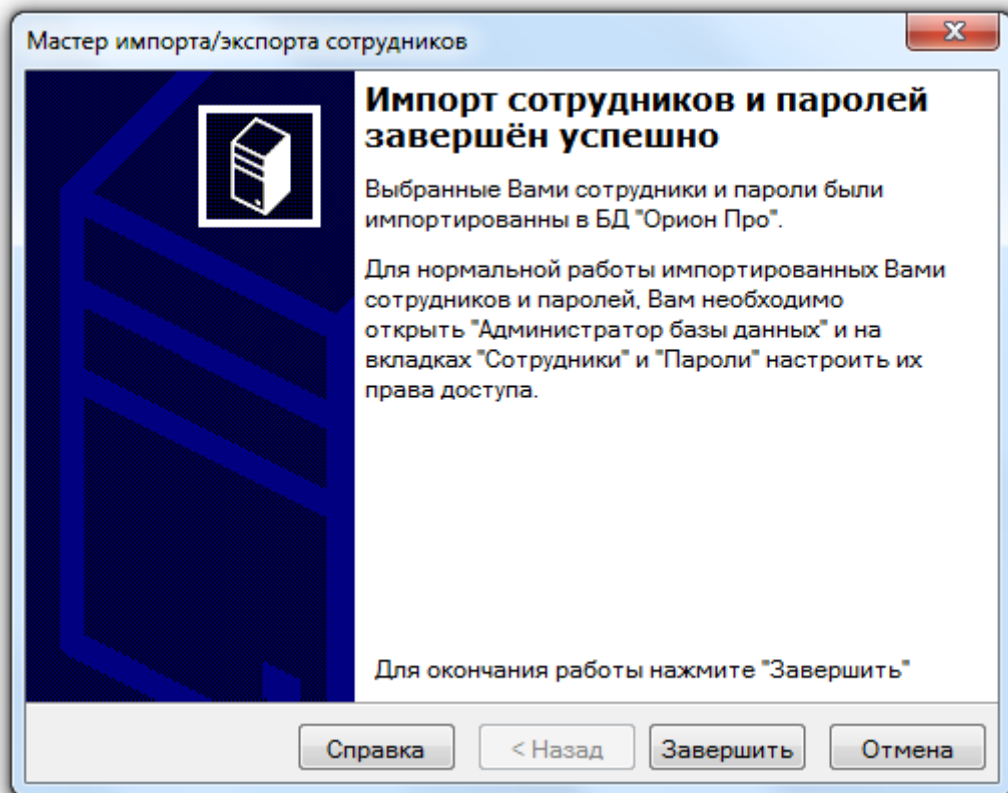 Мастер импорта/экспорта сотрудников
Импорт сотрудников и паролей
завершён успешно
Выбранные Вами сотрудники и пароли были
импортированны в БД "Орион Про".
Для нормальной работы импортированных Вами
сотрудников и паролей, Вам необходимо
открыть "Администратор базы данных" и на
вкладках "Сотрудники" и "Пароли" настроить их
права доступа.
Для окончания работы нажмите "Завершить"
Справка < Назад Завершить Отмена